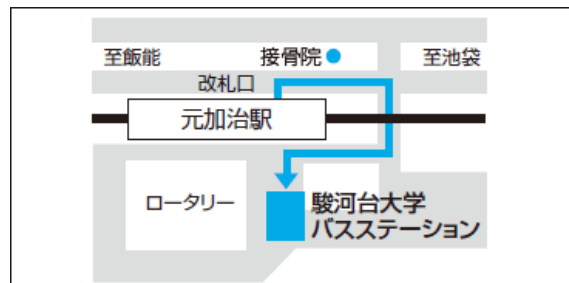 至飯能
接骨院
至池袋
改札口
元加治駅
ロータリー
駿河台大学
バスステーション